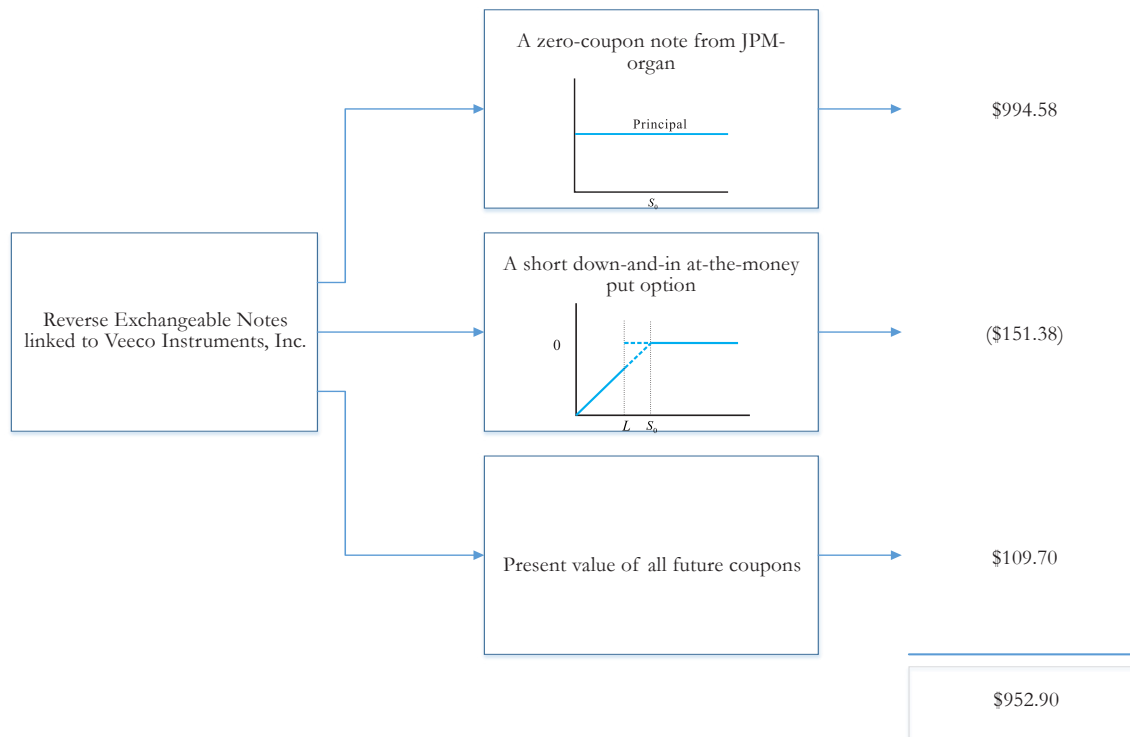 A zero-coupon note from JPM-
organ
Principal
S₀
$994.58
Reverse Exchangeable Notes
linked to Veeco Instruments, Inc.
A short down-and-in at-the-money
put option
0
L S₀
($151.38)
Present value of all future coupons
$109.70
$952.90